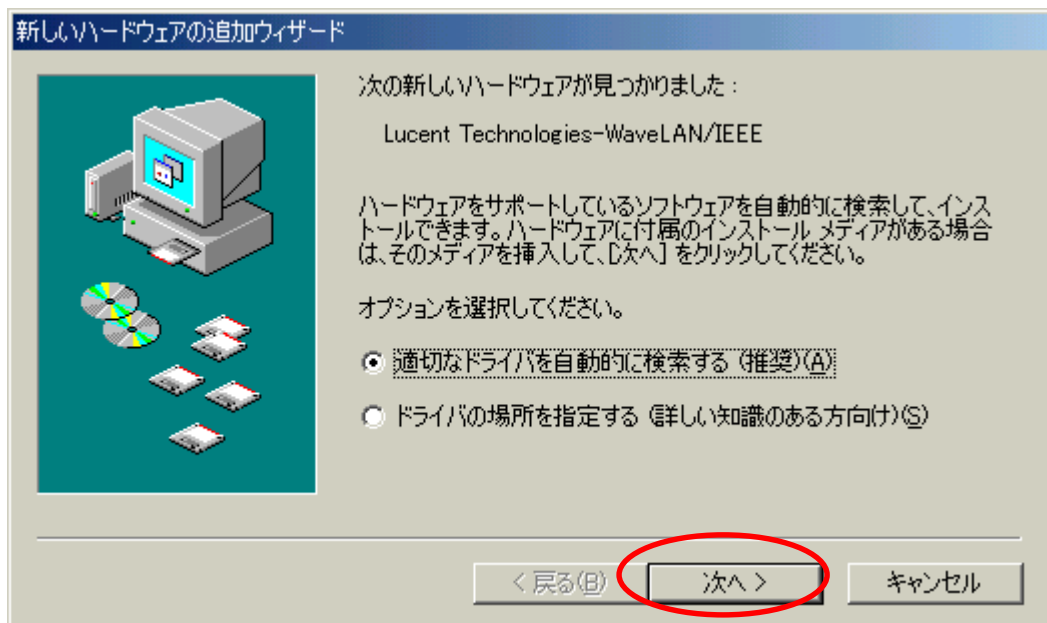 新しいハードウェアの追加ウィザード
次の新しいハードウェアが見つかりました:
Lucent Technologies-WaveLAN/IEEE
ハードウェアをサポートしているソフトウェアを自動的に検索して、インス
トールできます。ハードウェアに付属のインストール メディアがある場合
は、そのメディアを挿入して、[次へ] をクリックしてください。
オプションを選択してください。
適切なドライバを自動的に検索する (推奨)(A)
ドライバの場所を指定する (詳しい知識のある方向け)(S)
< 戻る(B)
次へ >
キャンセル